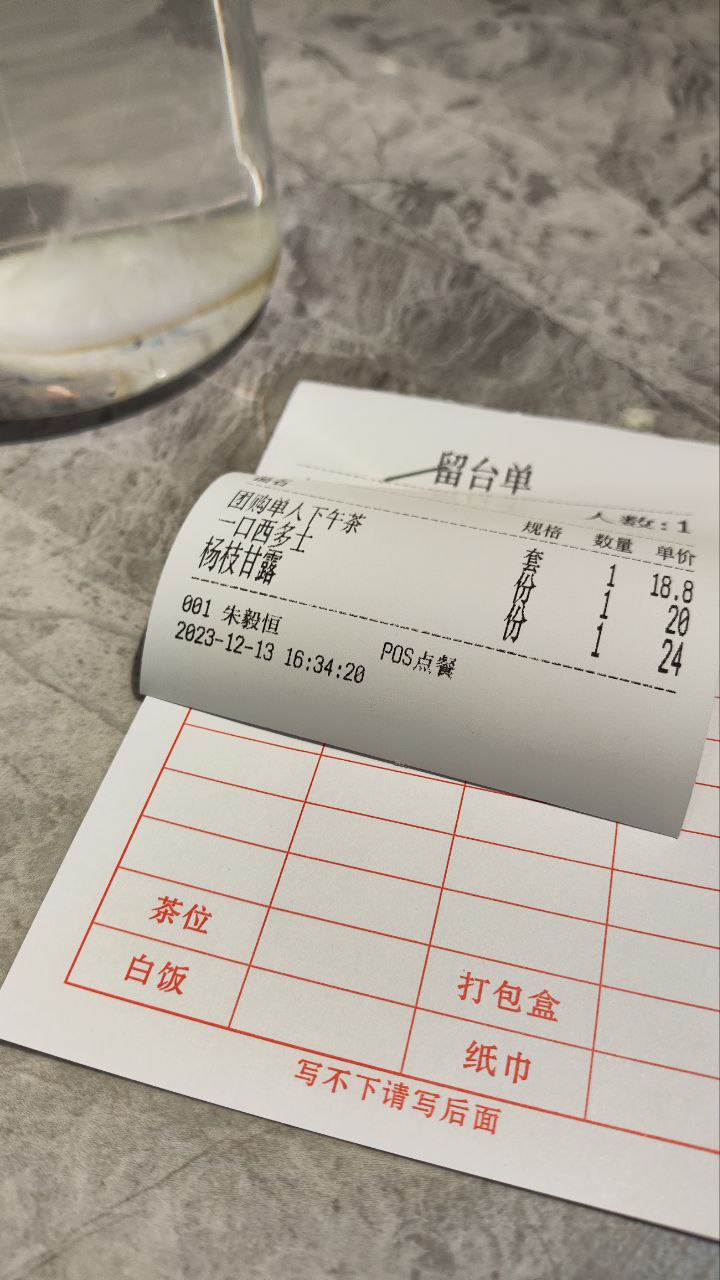 留台单
人数:1
规格 数量 单价
团购单人下午茶 套 1 18.8
一口西多士 份 1 20
杨枝甘露 份 1 24
001 朱毅恒 POS点餐
2023-12-13 16:34:20
茶位
白饭 打包盒
纸巾
写不下请写后面